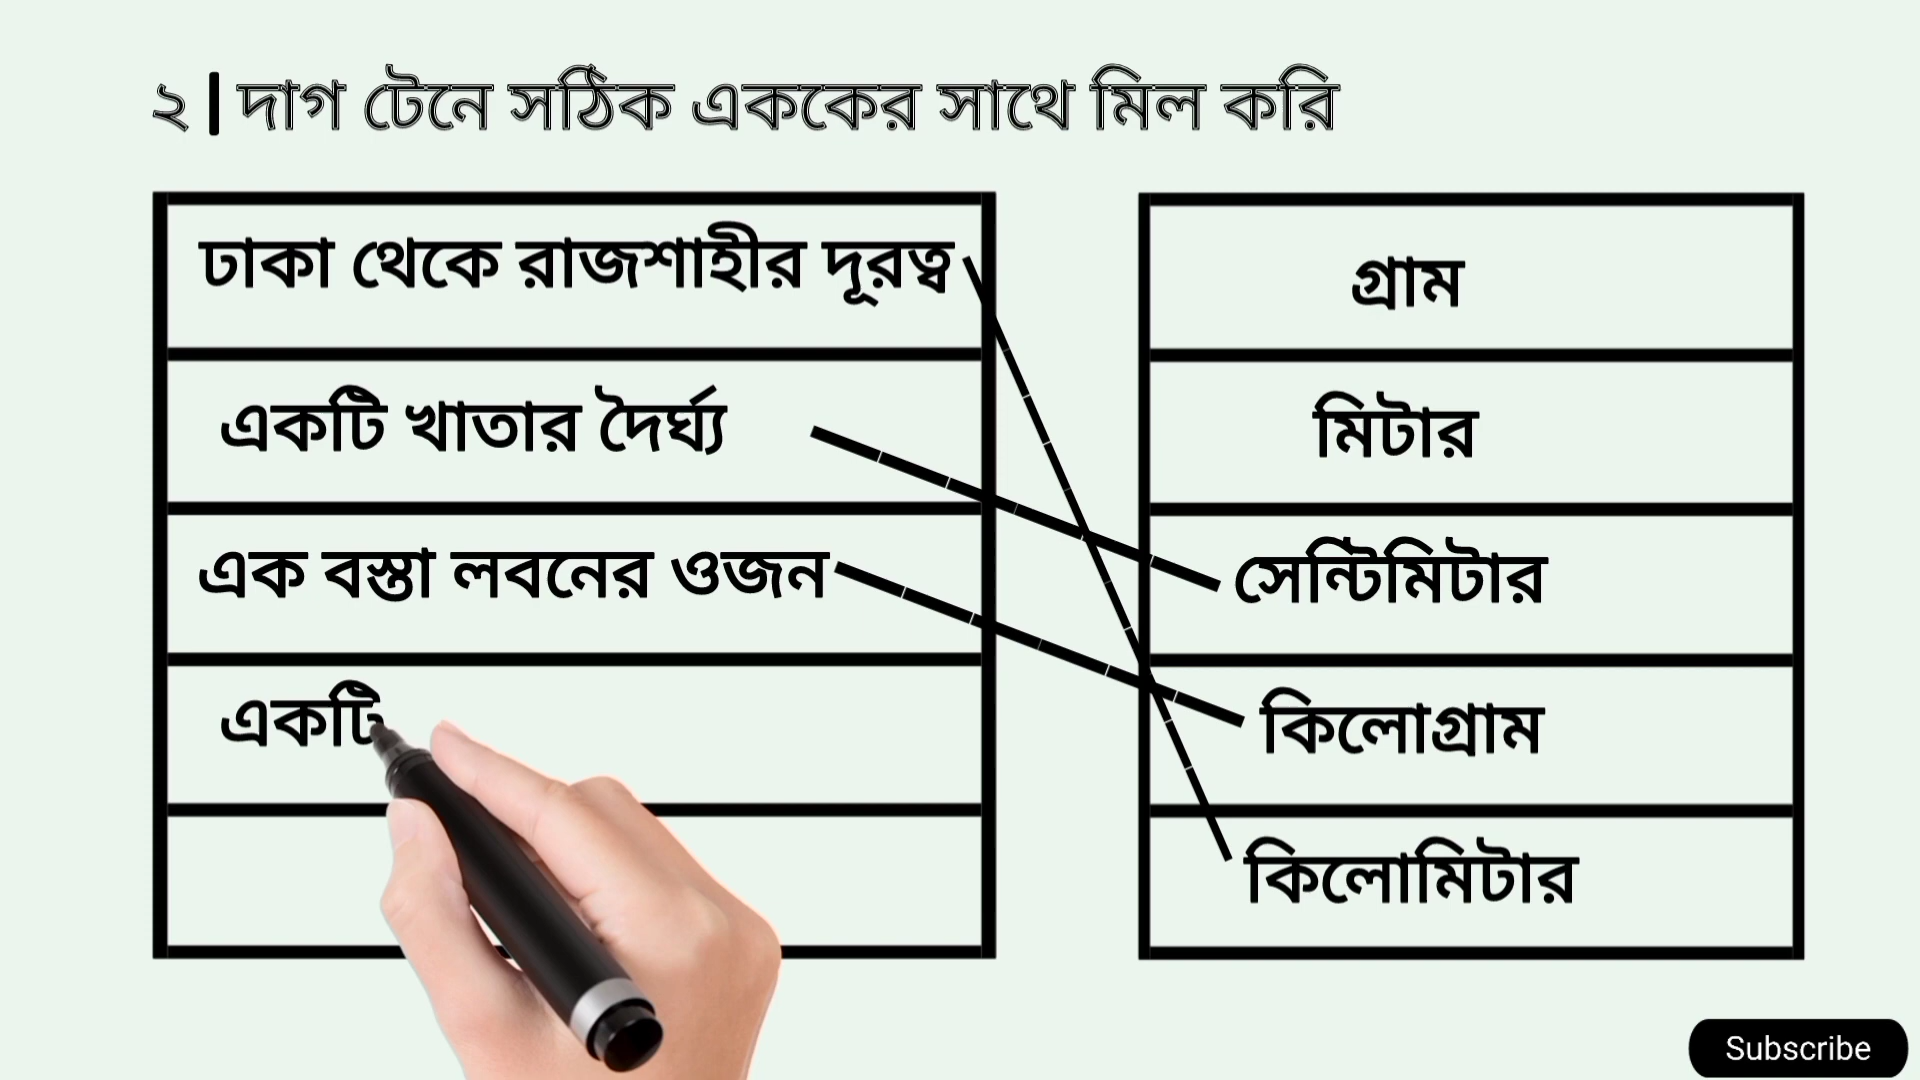 ২। দাগ টেনে সঠিক এককের সাথে মিল করি
ঢাকা থেকে রাজশাহীর দূরত্ব
একটি খাতার দৈর্ঘ্য
এক বস্তা লবনের ওজন
একটি
গ্রাম
মিটার
সেন্টিমিটার
কিলোগ্রাম
কিলোমিটার
Subscribe